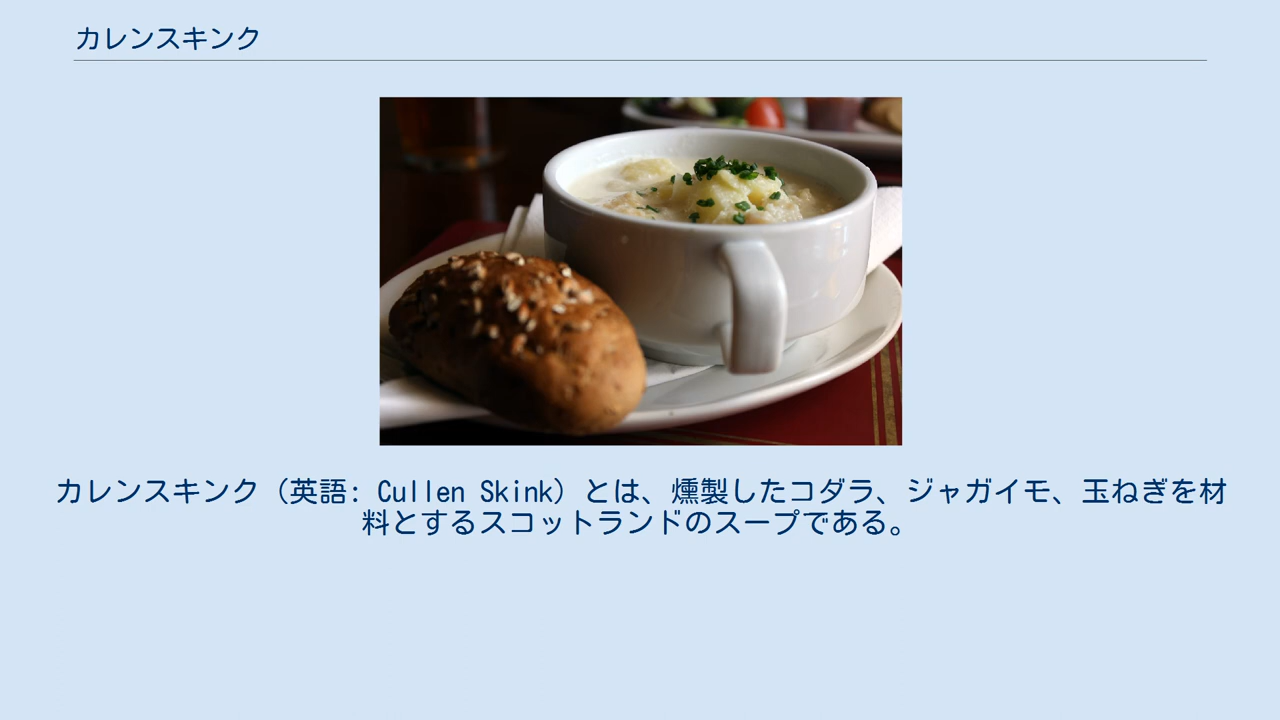 カレンスキンク
カレンスキンク（英語: Cullen Skink）とは、燻製したコダラ、ジャガイモ、玉ねぎを材
料とするスコットランドのスープである。